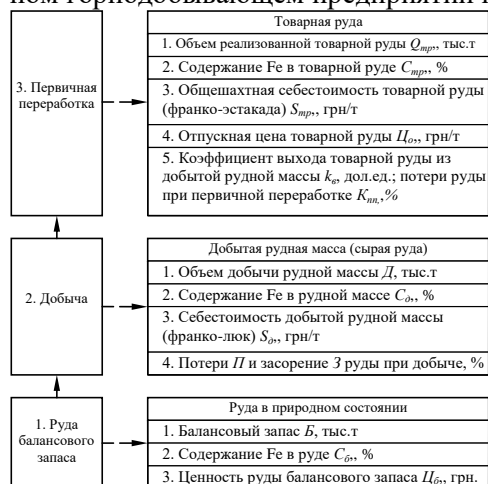 ном горнодобывающем предприятии
3. Первичная
переработка
Товарная руда
1. Объем реализованной товарной руды Qтр,, тыс.т
2. Содержание Fe в товарной руде Cтр,, %
3. Общешахтная себестоимость товарной руды
(франко-эстакада) Sтр,, грн/т
4. Отпускная цена товарной руды Цо,, грн/т
5. Коэффициент выхода товарной руды из
добытой рудной массы kв, дол.ед.; потери руды
при первичной переработке Kпп,,%
2. Добыча
Добытая рудная масса (сырая руда)
1. Объем добычи рудной массы Д, тыс.т
2. Содержание Fe в рудной массе Cд,, %
3. Себестоимость добытой рудной массы
(франко-люк) Sд,, грн/т
4. Потери П и засорение З руды при добыче, %
1. Руда
балансового
запаса
Руда в природном состоянии
1. Балансовый запас Б, тыс.т
2. Содержание Fe в руде Cб,, %
3. Ценность руды балансового запаса Цб,, грн.